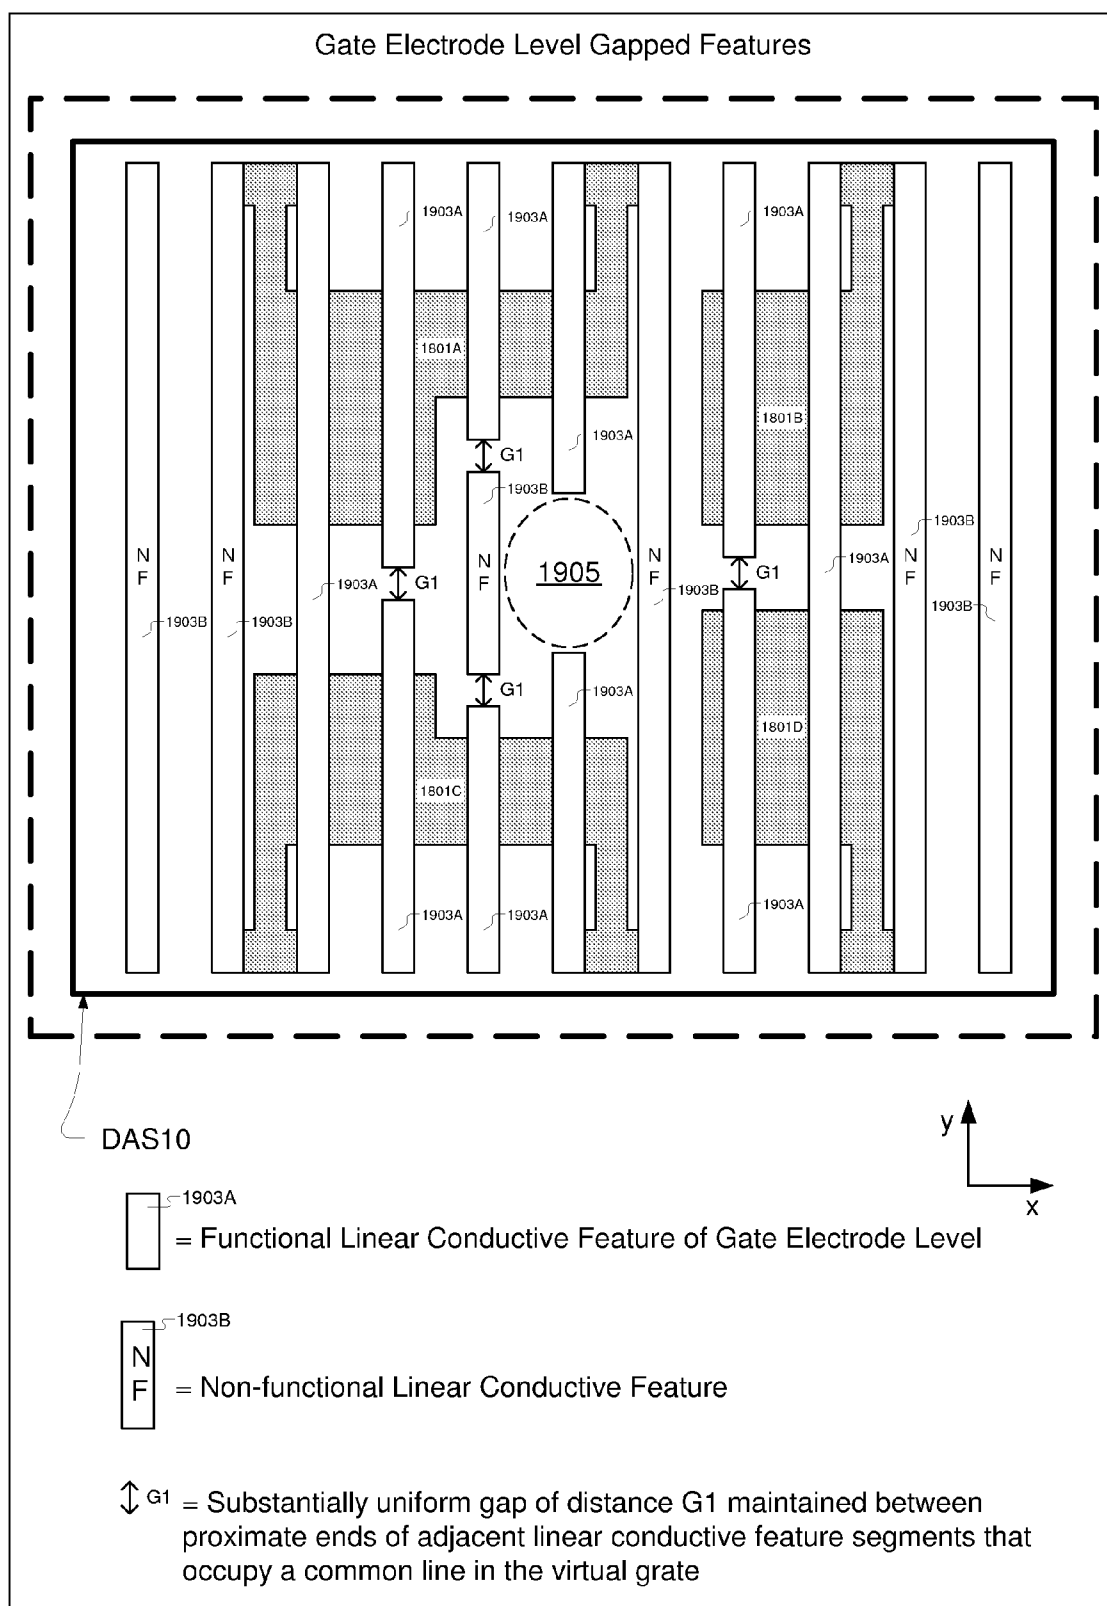 Gate Electrode Level Gapped Features
1903A
1903A
1903A
1801A
1801B
1903A
G1
1903B
1903B
N
F
N
F
N
F
1905
N
F
N
F
N
F
1903A
G1
G1
1903A
1903B
1903B
1903B
1903B
G1
1903A
1801D
1801C
1903A
1903A
1903A
DAS10
y
x
1903A
= Functional Linear Conductive Feature of Gate Electrode Level
1903B
N
F
= Non-functional Linear Conductive Feature
G1 = Substantially uniform gap of distance G1 maintained between
proximate ends of adjacent linear conductive feature segments that
occupy a common line in the virtual grate